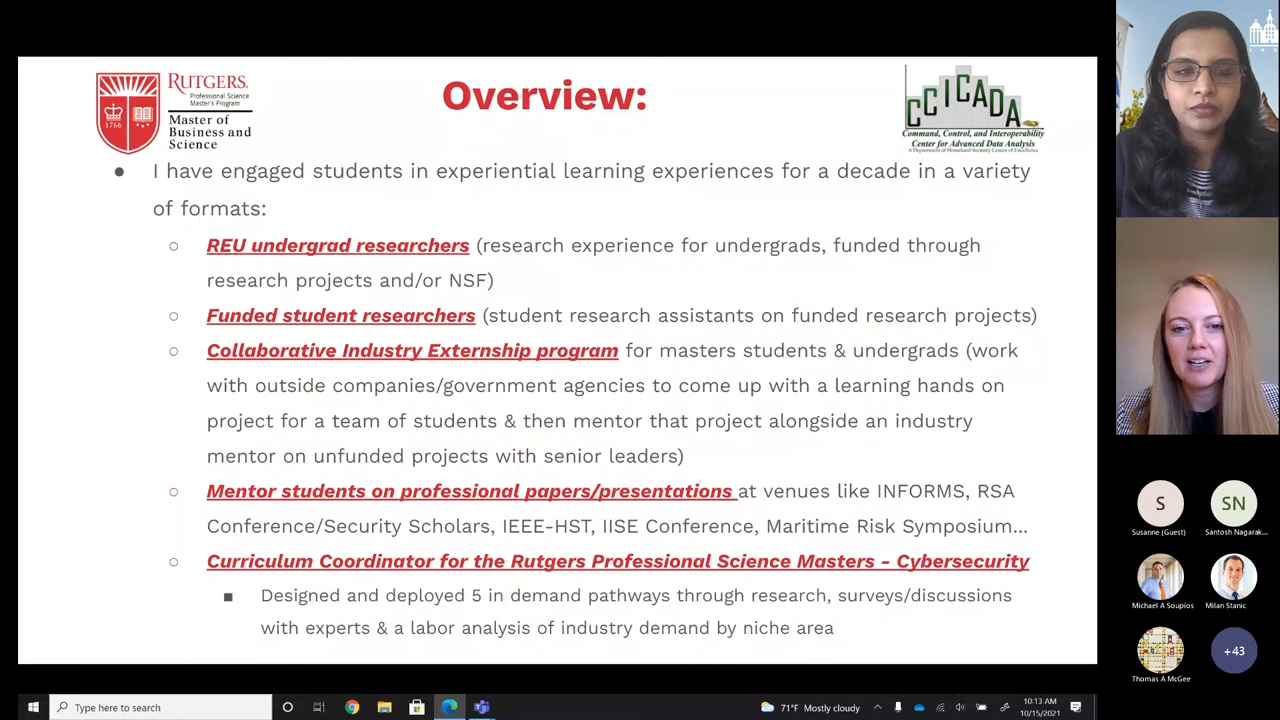 RUTGERS
Professional Science
Master's Program
Master of
Business and
Science
1766
Overview:
CCICADA
Command, Control, and Interoperability
Center for Advanced Data Analysis
A Department of Homeland Security Center of Excellence
● I have engaged students in experiential learning experiences for a decade in a variety
of formats:
○ REU undergrad researchers (research experience for undergrads, funded through
research projects and/or NSF)
○ Funded student researchers (student research assistants on funded research projects)
○ Collaborative Industry Externship program for masters students & undergrads (work
with outside companies/government agencies to come up with a learning hands on
project for a team of students & then mentor that project alongside an industry
mentor on unfunded projects with senior leaders)
○ Mentor students on professional papers/presentations at venues like INFORMS, RSA
Conference/Security Scholars, IEEE-HST, IISE Conference, Maritime Risk Symposium...
○ Curriculum Coordinator for the Rutgers Professional Science Masters - Cybersecurity
■ Designed and deployed 5 in demand pathways through research, surveys/discussions
with experts & a labor analysis of industry demand by niche area
S
SN
Susanne (Guest)
Santosh Nagarak...
Michael A Soupios
Milan Stanic
Thomas A McGee
+43
Type here to search
71°F Mostly cloudy
10:13 AM
10/15/2021